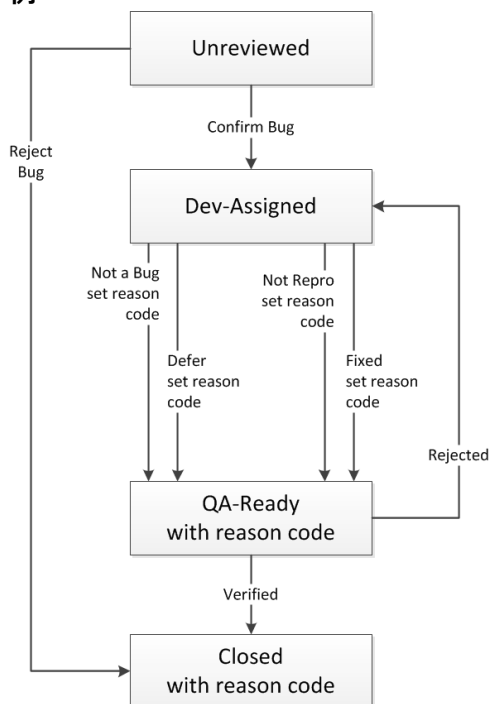 Unreviewed
Confirm Bug
Reject
Bug
Dev-Assigned
Not a Bug
set reason
code
Not Repro
set reason
code
Defer
set reason
code
Fixed
set reason
code
Rejected
QA-Ready
with reason code
Verified
Closed
with reason code